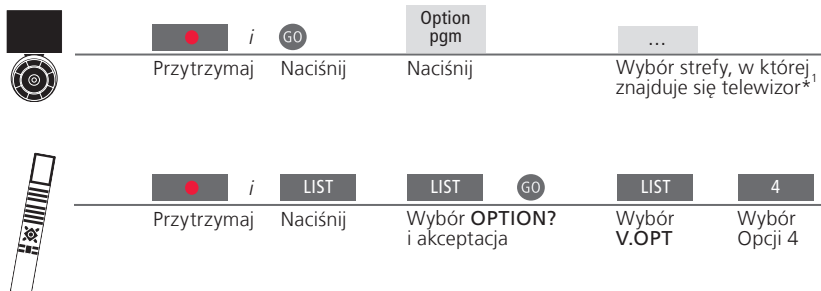 Option
pgm
i GO ...
Przytrzymaj Naciśnij Naciśnij Wybór strefy, w której
znajduje się telewizor*1
i LIST LIST GO LIST 4
Przytrzymaj Naciśnij Wybór OPTION? Wybór Wybór
i akceptacja V.OPT Opcji 4